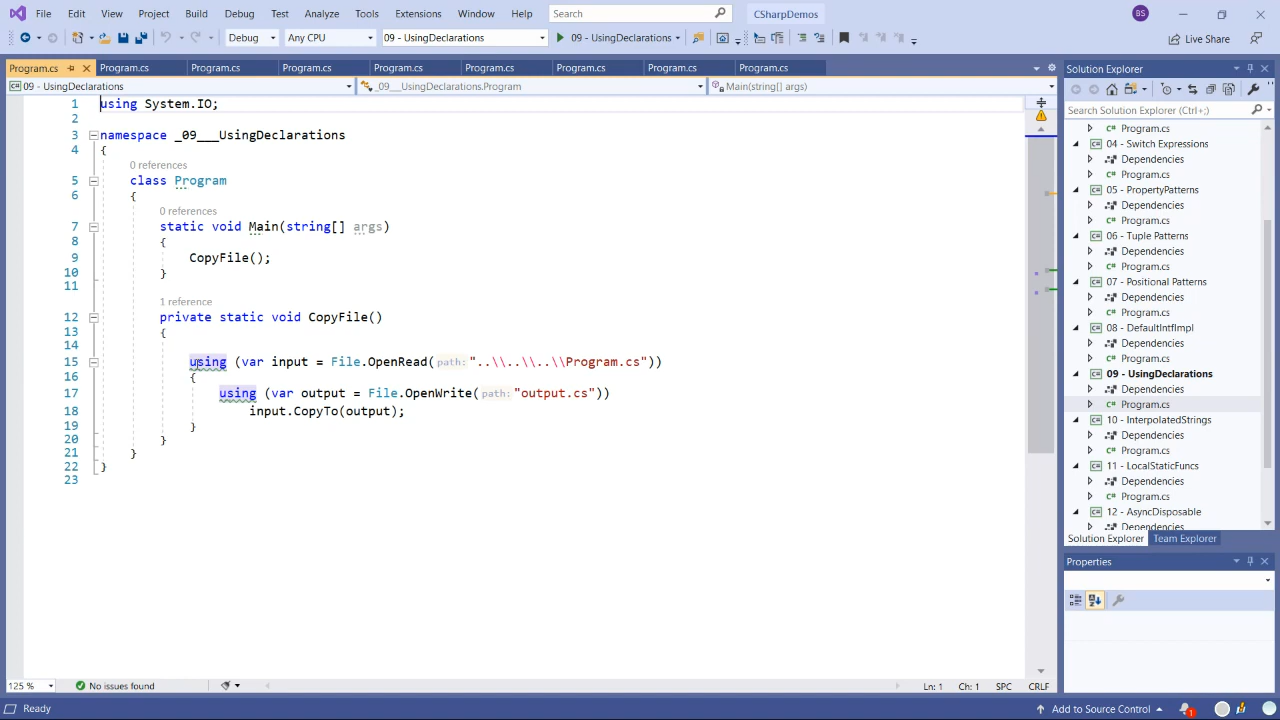 File Edit View Project Build Debug Test Analyze Tools Extensions Window Help Search CSharpDemos BS
Debug Any CPU 09 - UsingDeclarations 09 - UsingDeclarations Live Share
Program.cs Program.cs Program.cs Program.cs Program.cs Program.cs Program.cs Program.cs Program.cs
09 - UsingDeclarations _09___UsingDeclarations.Program Main(string[] args)
1 using System.IO;
2
3 namespace _09___UsingDeclarations
4 {
0 references
5 class Program
6 {
0 references
7 static void Main(string[] args)
8 {
9 CopyFile();
10 }
11
1 reference
12 private static void CopyFile()
13 {
14
15 using (var input = File.OpenRead(path:"..\\..\\..\\Program.cs"))
16 {
17 using (var output = File.OpenWrite(path:"output.cs"))
18 input.CopyTo(output);
19 }
20 }
21 }
22 }
23
125 % No issues found Ln: 1 Ch: 1 SPC CRLF
Solution Explorer
Search Solution Explorer (Ctrl+;)
Program.cs
04 - Switch Expressions
Dependencies
Program.cs
05 - PropertyPatterns
Dependencies
Program.cs
06 - Tuple Patterns
Dependencies
Program.cs
07 - Positional Patterns
Dependencies
Program.cs
08 - DefaultIntfImpl
Dependencies
Program.cs
09 - UsingDeclarations
Dependencies
Program.cs
10 - InterpolatedStrings
Dependencies
Program.cs
11 - LocalStaticFuncs
Dependencies
Program.cs
12 - AsyncDisposable
Dependencies
Solution Explorer Team Explorer
Properties
Ready Add to Source Control 1